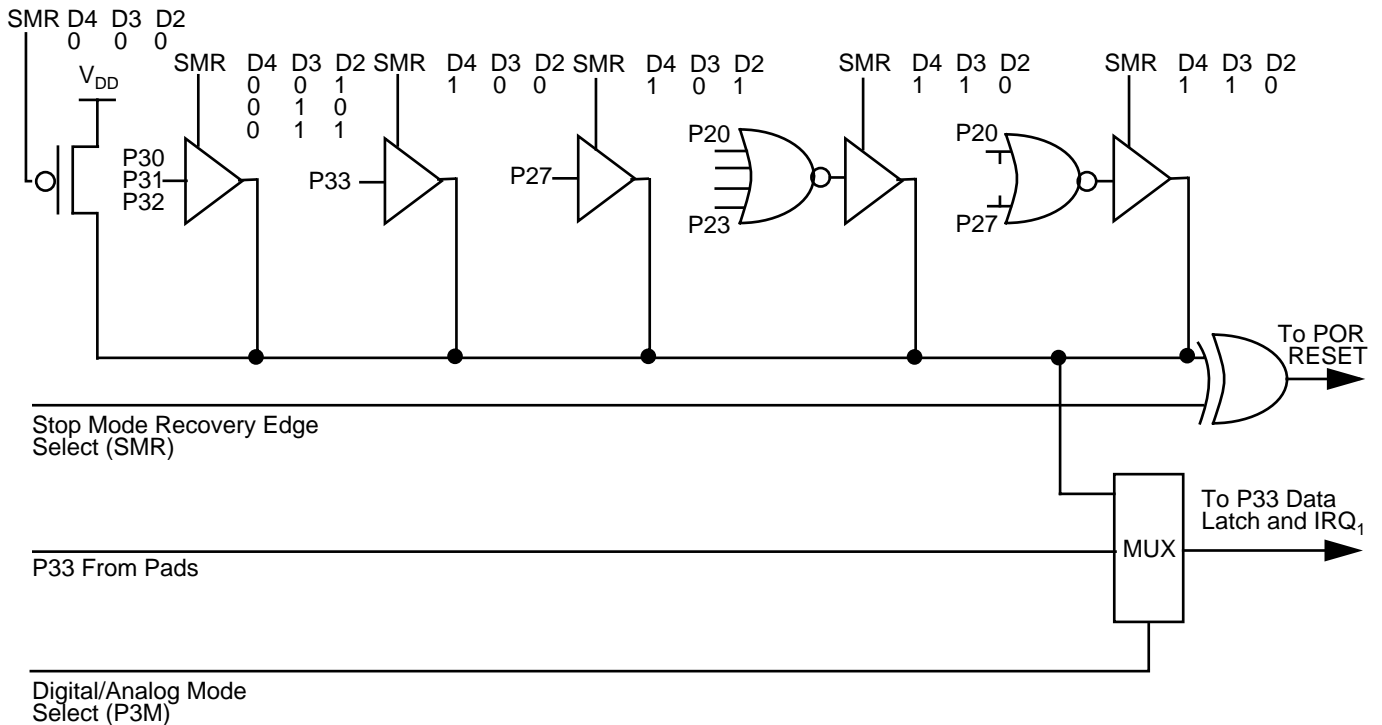 SMR D4 D3 D2
0 0 0
VDD
SMR D4 D3 D2
0 0 1
0 1 0
0 1 1
P30
P31
P32
SMR D4 D3 D2
1 0 0
P33
SMR D4 D3 D2
1 0 1
P27
SMR D4 D3 D2
1 1 0
P20
P23
SMR D4 D3 D2
1 1 0
P20
P27
To POR
RESET
Stop Mode Recovery Edge
Select (SMR)
To P33 Data
Latch and IRQ1
MUX
P33 From Pads
Digital/Analog Mode
Select (P3M)